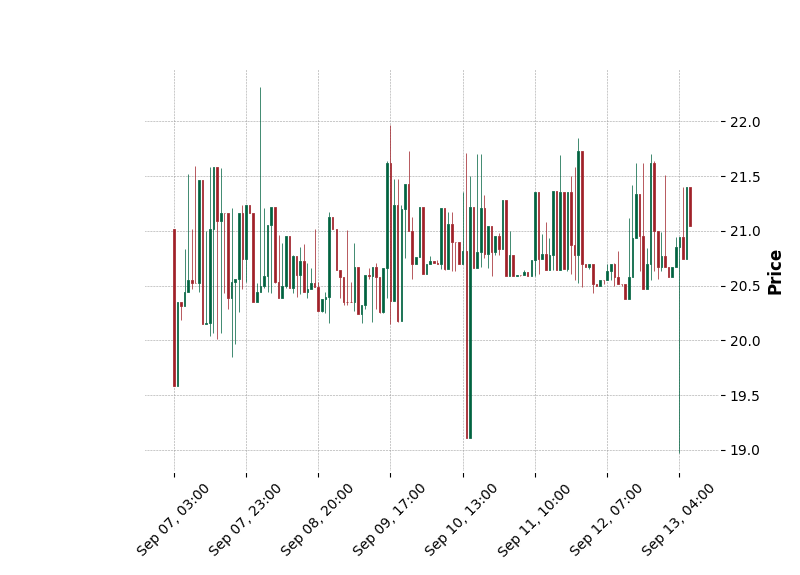 22.0
21.5
21.0
20.5
20.0
19.5
19.0
Price
Sep 07, 03:00
Sep 07, 23:00
Sep 08, 20:00
Sep 09, 17:00
Sep 10, 13:00
Sep 11, 10:00
Sep 12, 07:00
Sep 13, 04:00